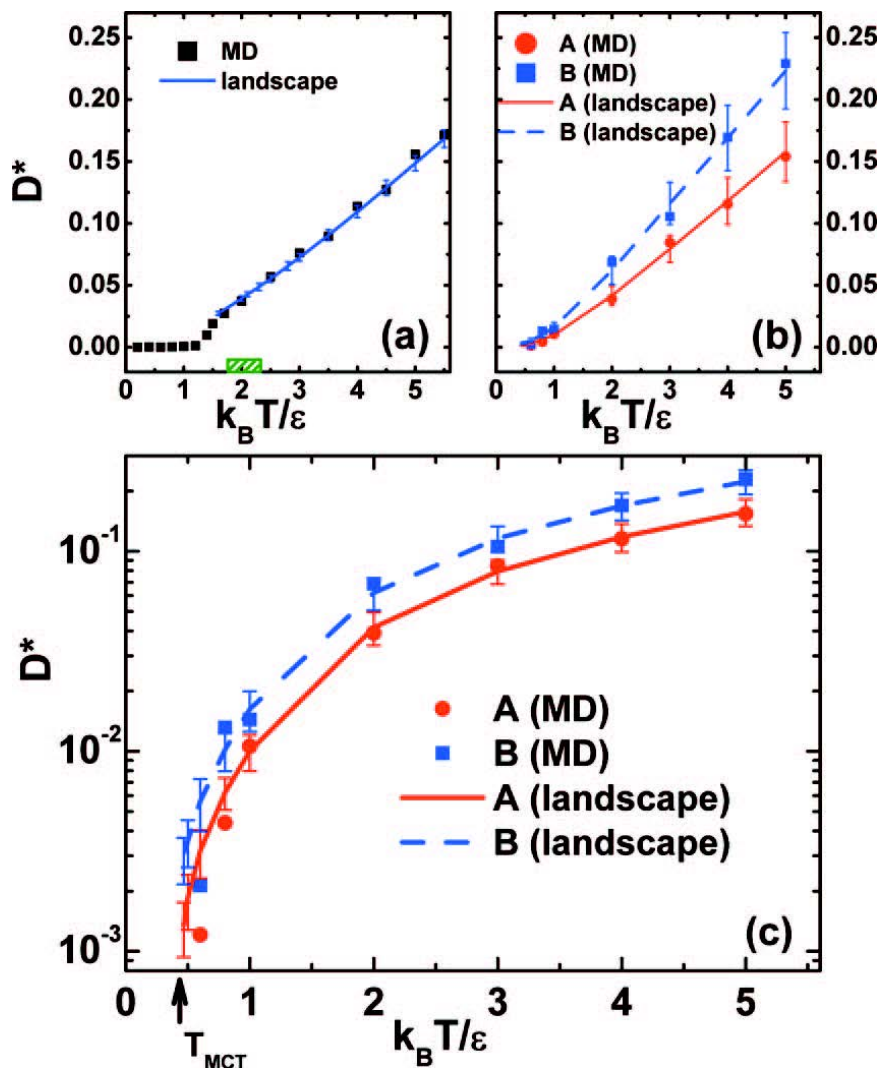 0.25
0.20
0.15
0.10
0.05
0.00
D*
MD
landscape
(a)
0 1 2 3 4 5
k_B T/ε
A (MD)
B (MD)
A (landscape)
B (landscape)
(b)
0.25
0.20
0.15
0.10
0.05
0.00
0 1 2 3 4 5
k_B T/ε
10^-1
10^-2
10^-3
D*
A (MD)
B (MD)
A (landscape)
B (landscape)
(c)
0 1 2 3 4 5
T_MCT
k_B T/ε